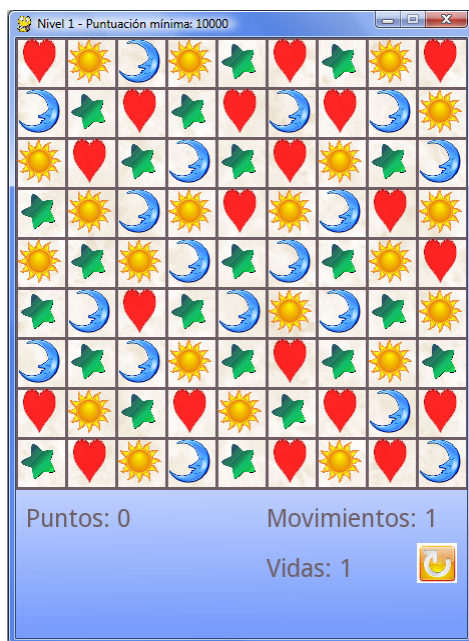 Nivel 1 - Puntuación mínima: 10000
Puntos: 0
Movimientos: 1
Vidas: 1